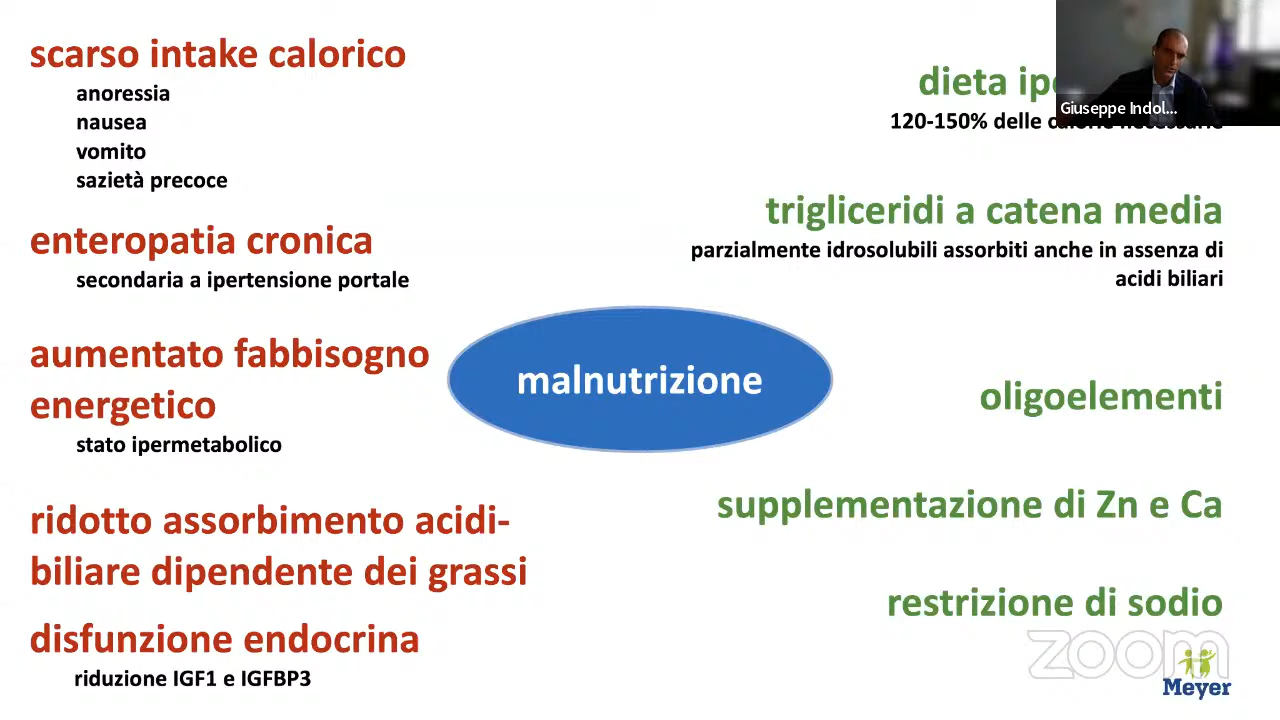 scarso intake calorico
anoressia
nausea
vomito
sazietà precoce
enteropatia cronica
secondaria a ipertensione portale
aumentato fabbisogno
energetico
stato ipermetabolico
ridotto assorbimento acidi-
biliare dipendente dei grassi
disfunzione endocrina
riduzione IGF1 e IGFBP3
malnutrizione
Giuseppe Indol...
dieta
120-150% delle
trigliceridi a catena media
parzialmente idrosolubili assorbiti anche in assenza di
acidi biliari
oligoelementi
supplementazione di Zn e Ca
restrizione di sodio
zoom
Meyer